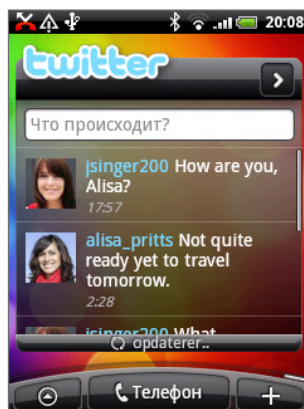 20:08
twitter
Что происходит?
jsinger200 How are you,
Alisa?
17:57
alisa_pritts Not quite
ready yet to travel
tomorrow.
2:28
jsinger200 What
opdaterer..
Телефон